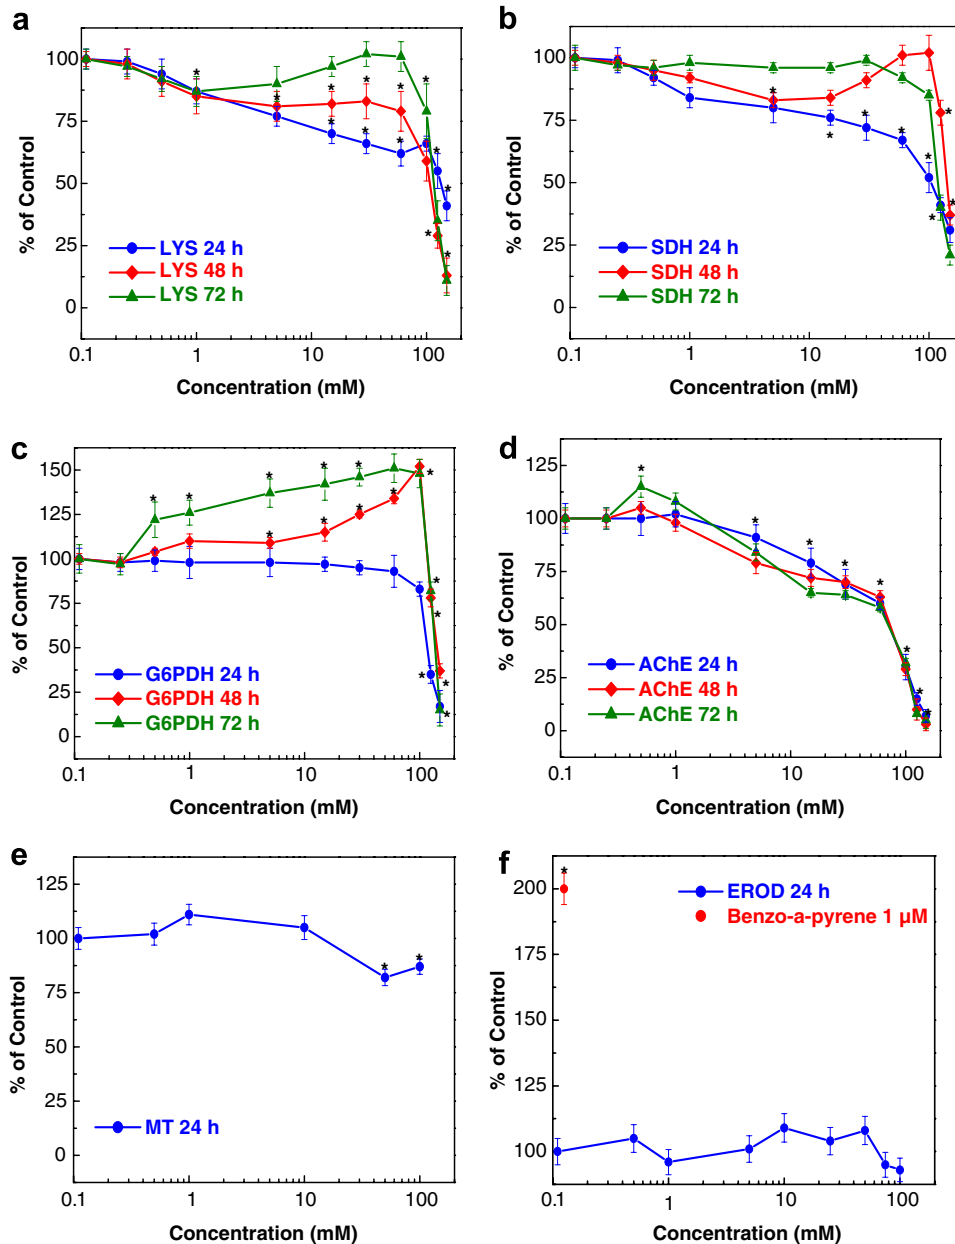 a
100
75
50
25
0
% of Control
*
LYS 24 h
LYS 48 h
LYS 72 h
0.1 1 10 100
Concentration (mM)
b
100
75
50
25
0
% of Control
*
SDH 24 h
SDH 48 h
SDH 72 h
0.1 1 10 100
Concentration (mM)
c
150
125
100
75
50
25
0
% of Control
*
G6PDH 24 h
G6PDH 48 h
G6PDH 72 h
0.1 1 10 100
Concentration (mM)
d
125
100
75
50
25
0
% of Control
*
AChE 24 h
AChE 48 h
AChE 72 h
0.1 1 10 100
Concentration (mM)
e
125
100
75
50
25
0
% of Control
*
MT 24 h
0.1 1 10 100
Concentration (mM)
f
200
175
150
125
100
% of Control
*
EROD 24 h
Benzo-a-pyrene 1 µM
0.1 1 10 100
Concentration (mM)